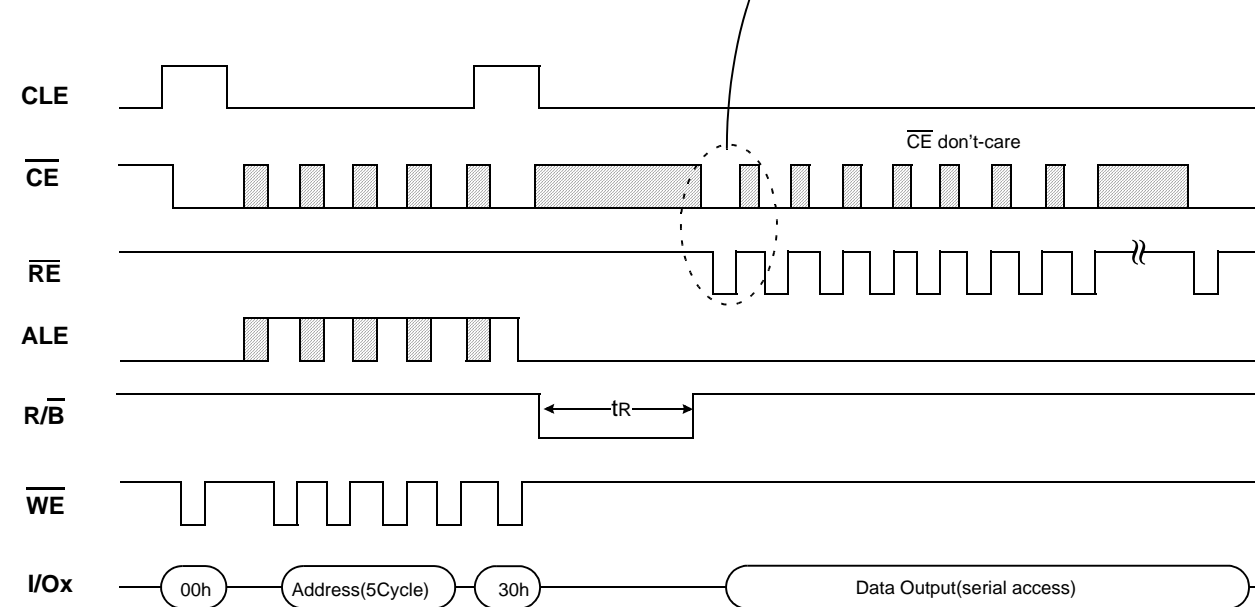 CLE
CE don't-care
CE
RE
ALE
R/B
tR
WE
I/Ox
00h
Address(5Cycle)
30h
Data Output(serial access)